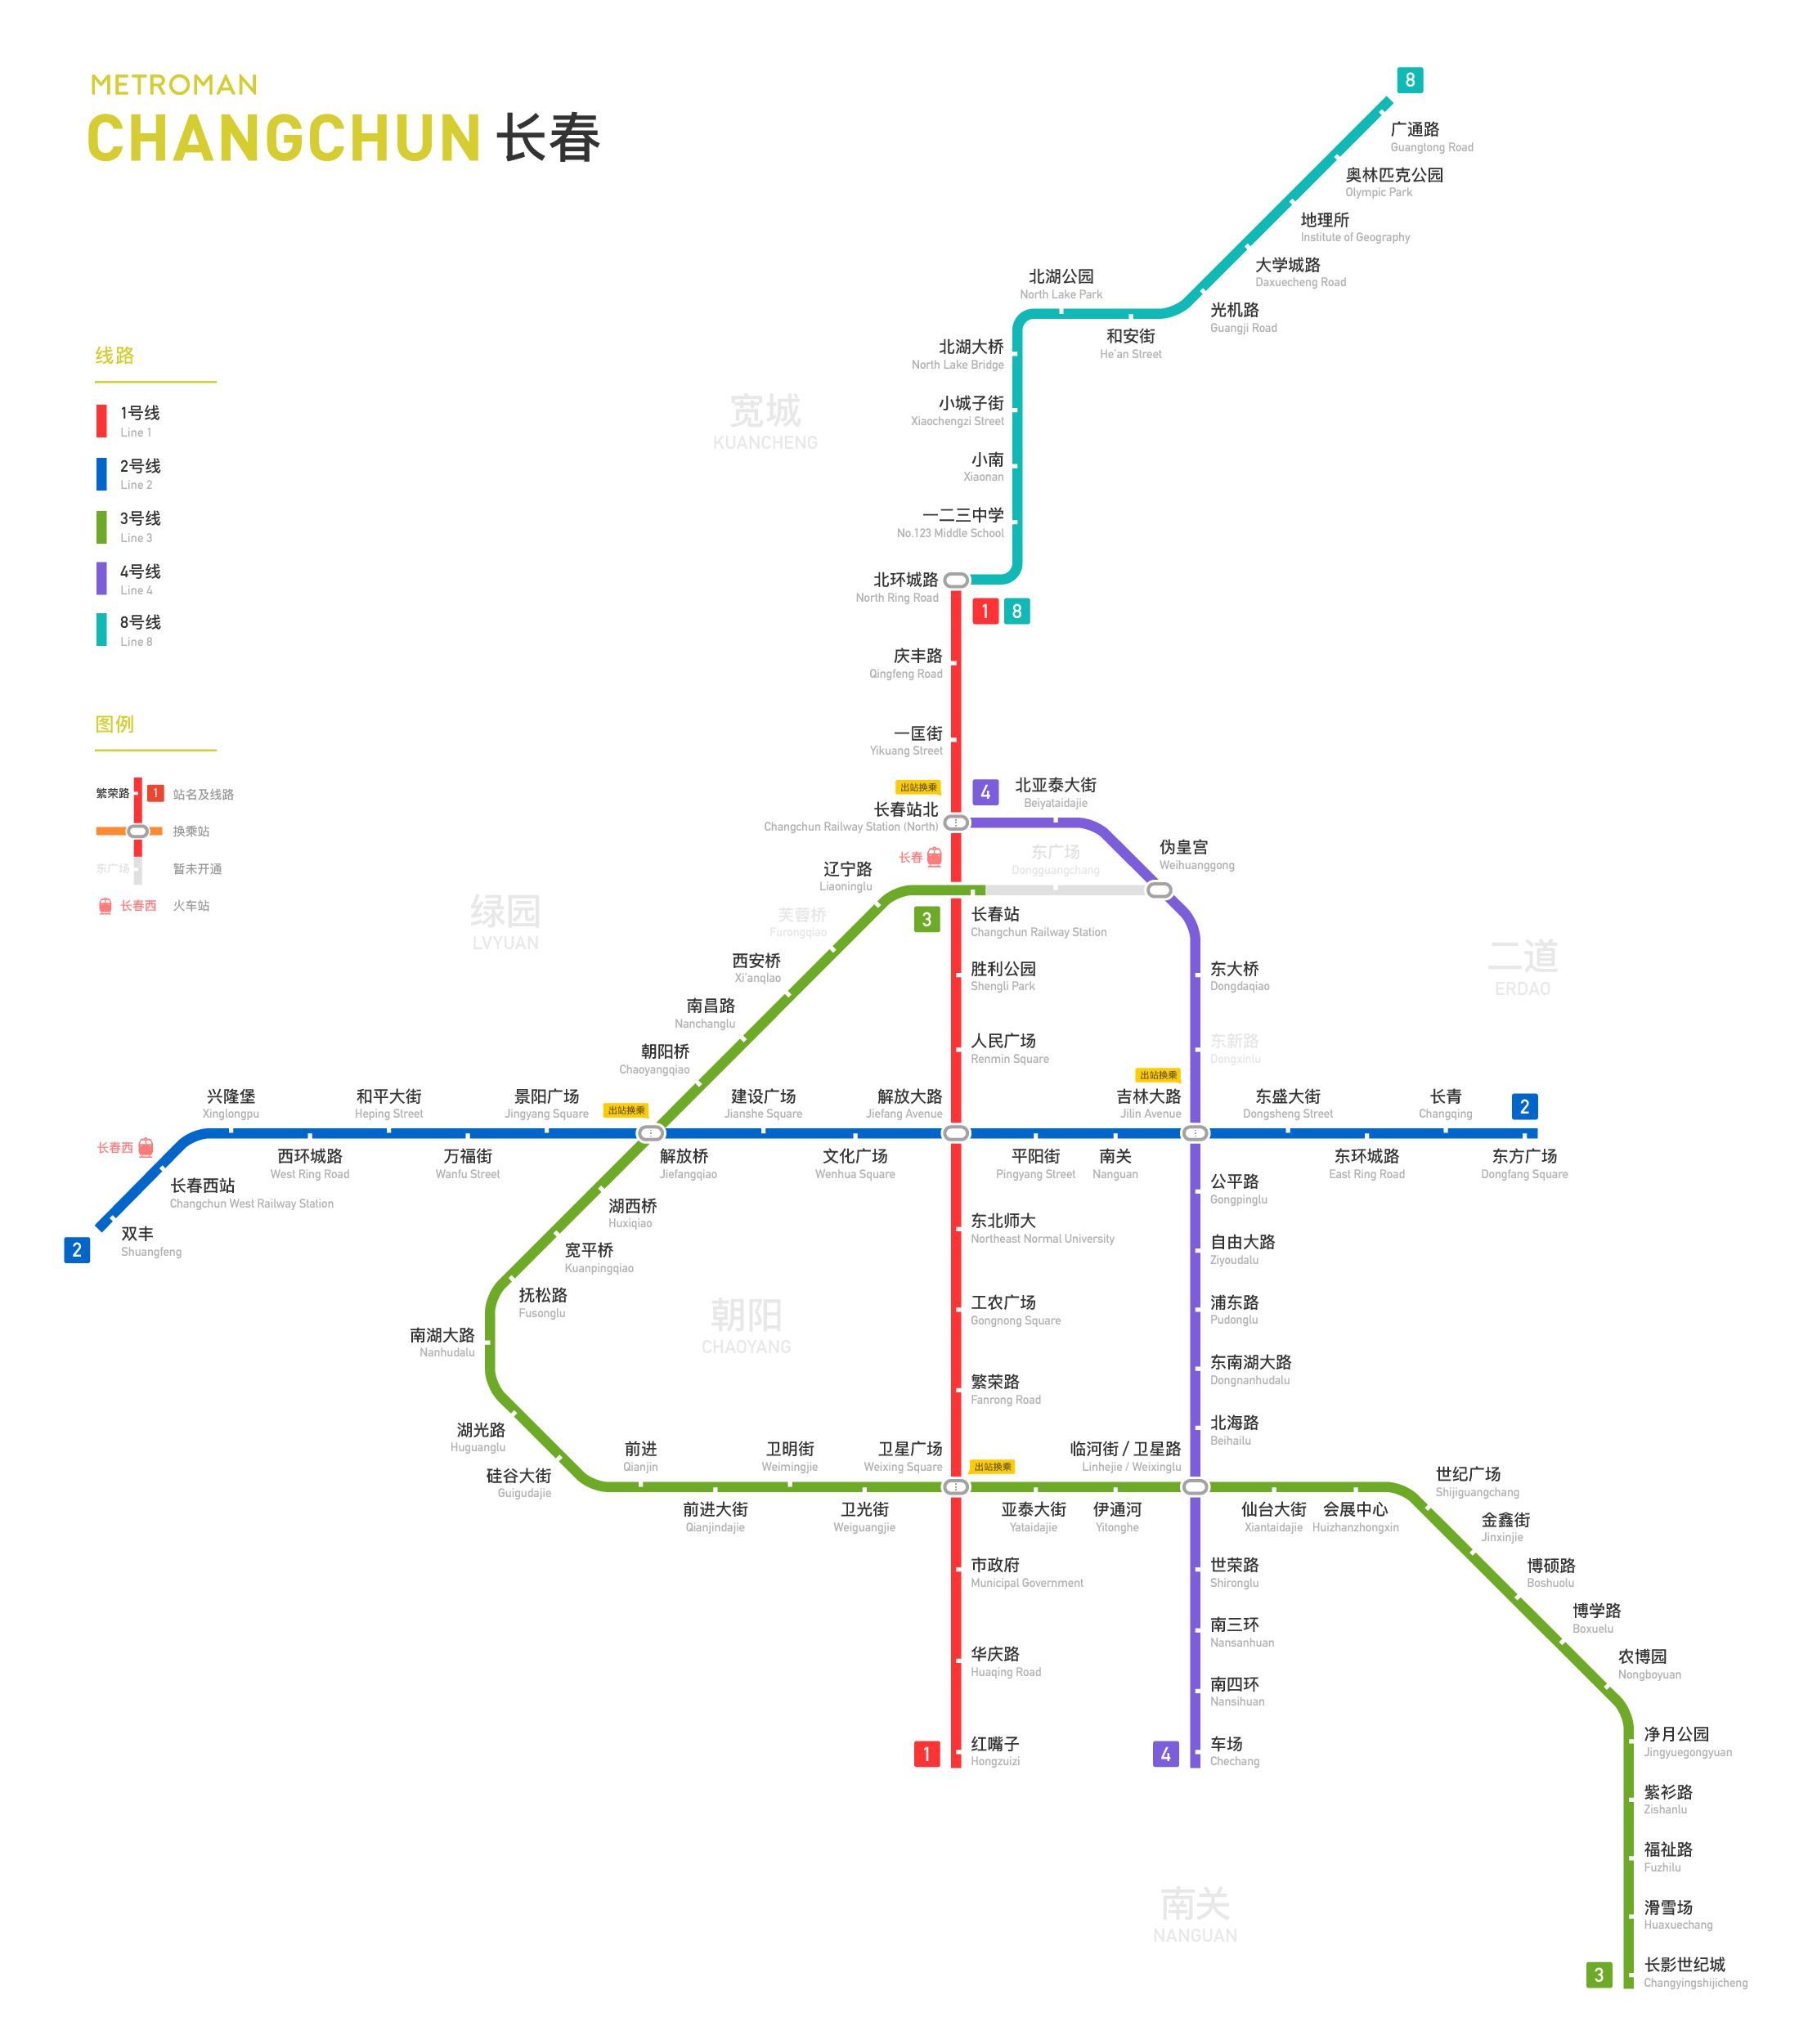 METROMAN
CHANGCHUN 长春
线路
1号线
Line 1
2号线
Line 2
3号线
Line 3
4号线
Line 4
8号线
Line 8
图例
繁荣路
1
站名及线路
换乘站
东广场
暂未开通
长春西
火车站
8
广通路
Guangtong Road
奥林匹克公园
Olympic Park
地理所
Institute of Geography
大学城路
Daxuecheng Road
光机路
Guangji Road
北湖公园
North Lake Park
和安街
He'an Street
北湖大桥
North Lake Bridge
小城子街
Xiaochengzi Street
小南
Xiaonan
一二三中学
No.123 Middle School
北环城路
North Ring Road
1 8
宽城
KUANCHENG
庆丰路
Qingfeng Road
一匡街
Yikuang Street
出站换乘
长春站北
Changchun Railway Station (North)
4
北亚泰大街
Beiyataidajie
伪皇宫
Weihuanggong
长春
东广场
Dongguangchang
辽宁路
Liaoninglu
3
长春站
Changchun Railway Station
芙蓉桥
Furongqiao
绿园
LVYUAN
西安桥
Xi'anqiao
南昌路
Nanchanglu
朝阳桥
Chaoyangqiao
胜利公园
Shengli Park
人民广场
Renmin Square
东大桥
Dongdaqiao
东新路
Dongxinlu
二道
ERDAO
兴隆堡
Xinglongpu
和平大街
Heping Street
景阳广场
Jingyang Square
出站换乘
建设广场
Jianshe Square
解放大路
Jiefang Avenue
出站换乘
吉林大路
Jilin Avenue
东盛大街
Dongsheng Street
长青
Changqing
2
长春西
长春西站
Changchun West Railway Station
双丰
Shuangfeng
2
西环城路
West Ring Road
万福街
Wanfu Street
解放桥
Jiefangqiao
文化广场
Wenhua Square
平阳街
Pingyang Street
南关
Nanguan
东环城路
East Ring Road
东方广场
Dongfang Square
湖西桥
Huxiqiao
宽平桥
Kuanpingqiao
抚松路
Fusonglu
南湖大路
Nanhudalu
湖光路
Huguanglu
硅谷大街
Guigudajie
朝阳
CHAOYANG
东北师大
Northeast Normal University
工农广场
Gongnong Square
繁荣路
Fanrong Road
公平路
Gongpinglu
自由大路
Ziyoudalu
浦东路
Pudonglu
东南湖大路
Dongnanhudalu
北海路
Beihailu
前进
Qianjin
卫明街
Weimingjie
卫星广场
Weixing Square
出站换乘
临河街 / 卫星路
Linhejie / Weixinglu
前进大街
Qianjindajie
卫光街
Weiguangjie
亚泰大街
Yataidajie
伊通河
Yitonghe
仙台大街
Xiantaidajie
会展中心
Huizhanzhongxin
世纪广场
Shijiguangchang
金鑫街
Jinxinjie
博硕路
Boshuolu
博学路
Boxuelu
农博园
Nongboyuan
市政府
Municipal Government
华庆路
Huaqing Road
红嘴子
Hongzuizi
1
世荣路
Shironglu
南三环
Nansanhuan
南四环
Nansihuan
车场
Chechang
4
净月公园
Jingyuegongyuan
紫衫路
Zishanlu
福祉路
Fuzhilu
滑雪场
Huaxuechang
长影世纪城
Changyingshijicheng
3
南关
NANGUAN